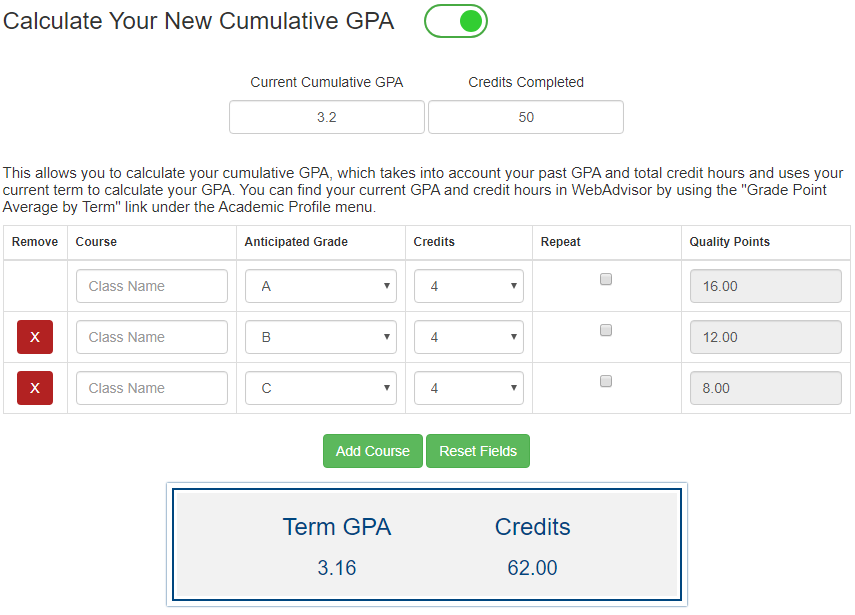 Calculate Your New Cumulative GPA
Current Cumulative GPA Credits Completed
3.2 50
This allows you to calculate your cumulative GPA, which takes into account your past GPA and total credit hours and uses your
current term to calculate your GPA. You can find your current GPA and credit hours in WebAdvisor by using the "Grade Point
Average by Term" link under the Academic Profile menu.
Remove Course Anticipated Grade Credits Repeat Quality Points
Class Name A 4 16.00
X Class Name B 4 12.00
X Class Name C 4 8.00
Add Course Reset Fields
Term GPA Credits
3.16 62.00